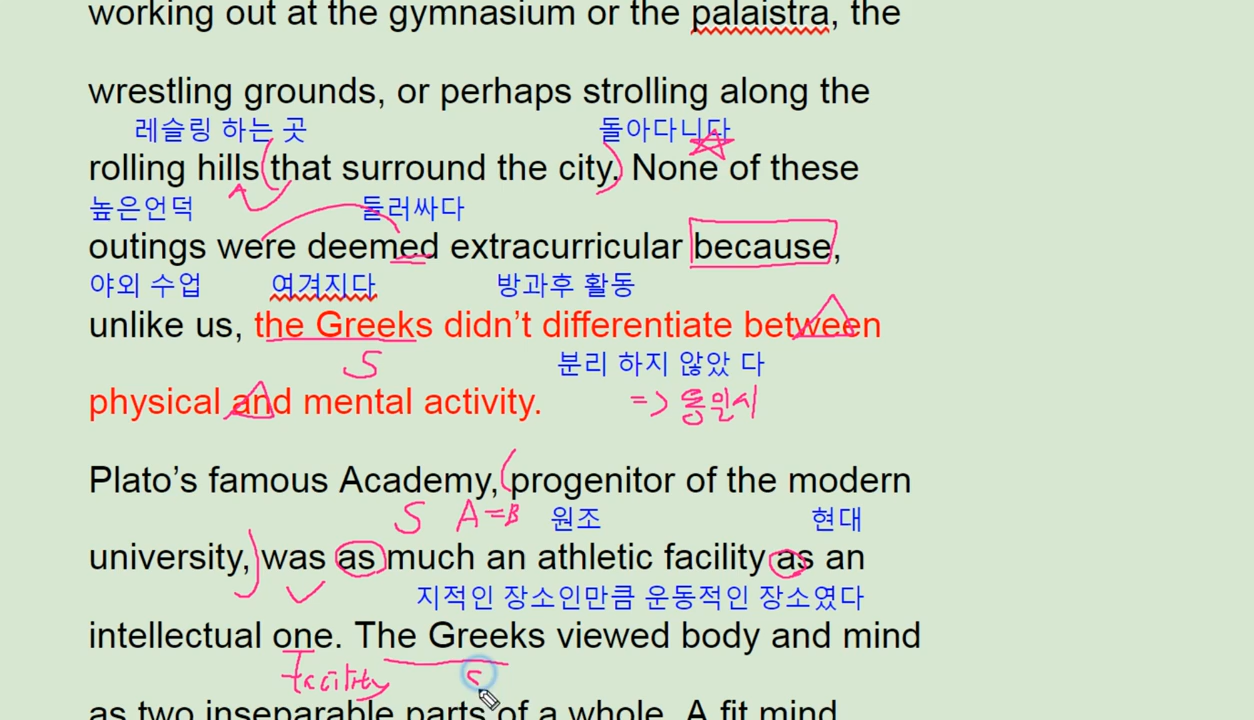 working out at the gymnasium or the palaistra, the
wrestling grounds, or perhaps strolling along the
레슬링 하는 곳 돌아다니다
rolling hills (that surround the city.) None of these
높은언덕 둘러싸다
outings were deemed extracurricular because,
야외 수업 여겨지다 방과후 활동
unlike us, the Greeks didn't differentiate between
S 분리 하지 않았 다
physical and mental activity. => 동일시
Plato's famous Academy, (progenitor of the modern
S A=B 원조 현대
university,) was as much an athletic facility as an
지적인 장소인만큼 운동적인 장소였다
intellectual one. The Greeks viewed body and mind
facility
as two inseparable parts of a whole. A fit mind